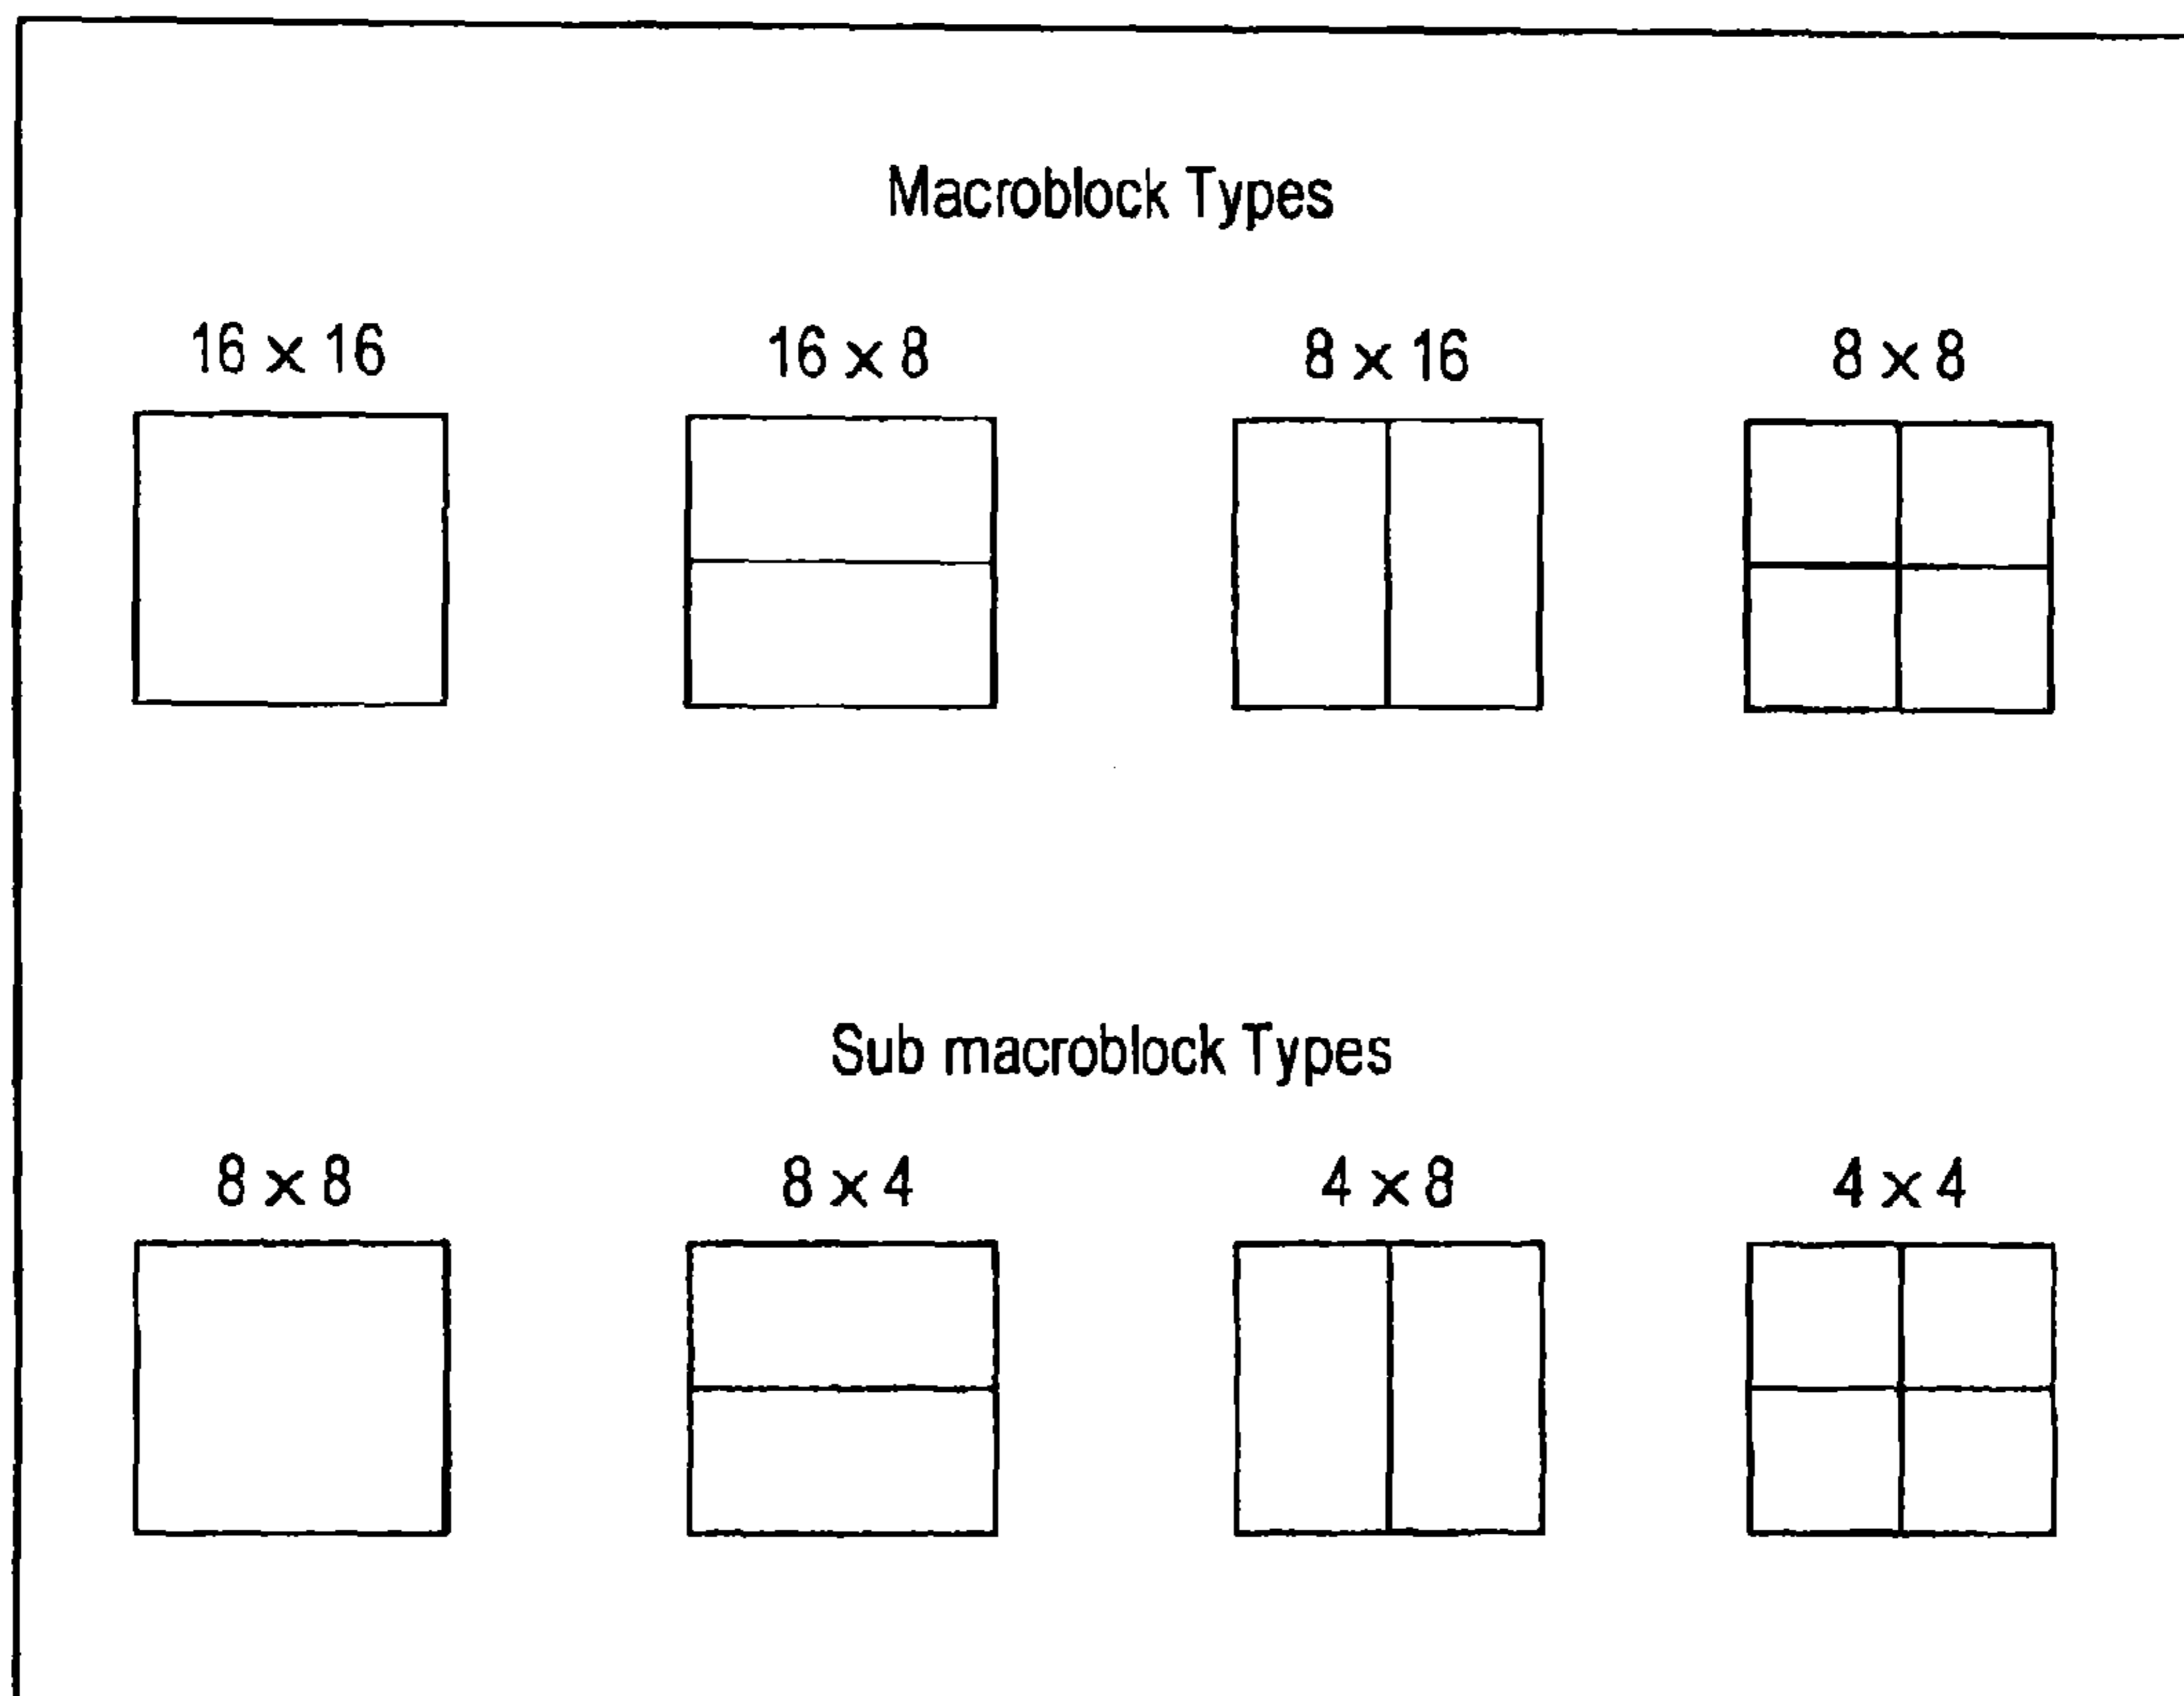 Macroblock Types
16 x 16 16 x 8 8 x 16 8 x 8
Sub macroblock Types
8 x 8 8 x 4 4 x 8 4 x 4